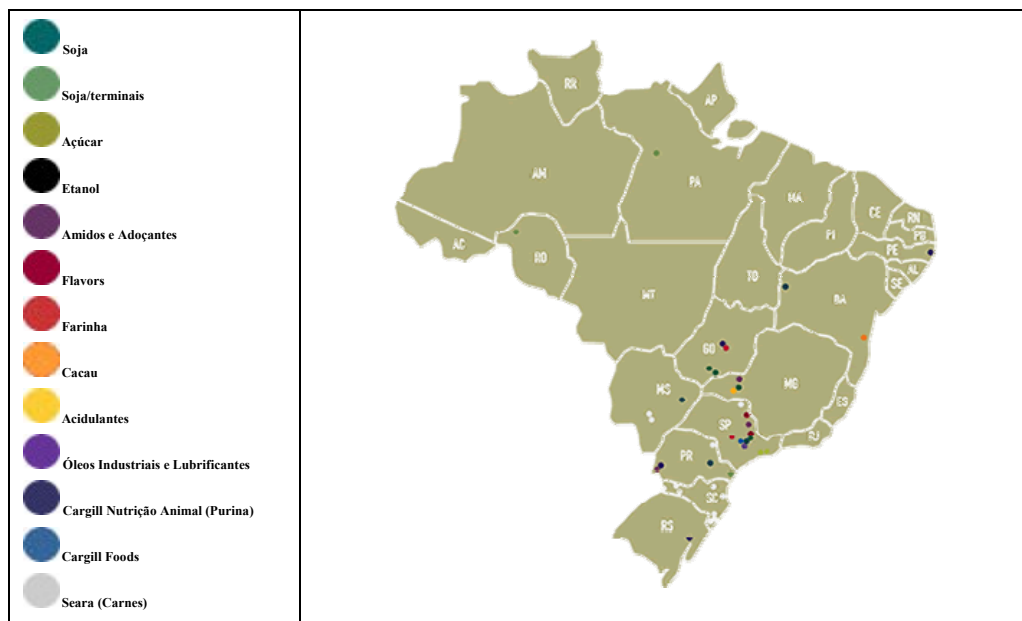 Soja
Soja/terminais
Açúcar
Etanol
Amidos e Adoçantes
Flavors
Farinha
Cacau
Acidulantes
Óleos Industriais e Lubrificantes
Cargill Nutrição Animal (Purina)
Cargill Foods
Seara (Carnes)
RR
AP
AM
PA
MA
CE
RN
PB
PI
PE
AL
SE
AC
RO
TO
BA
MT
GO
MG
ES
MS
SP
RJ
PR
SC
RS